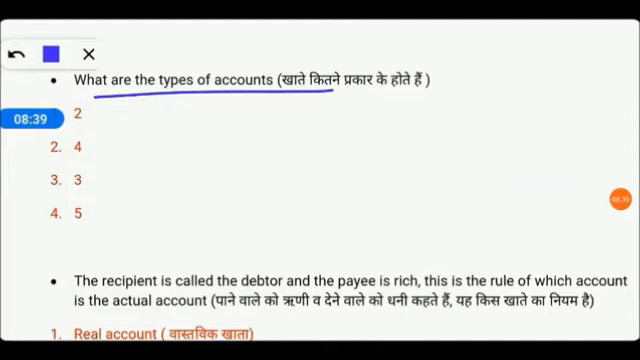 • What are the types of accounts (खाते कितने प्रकार के होते हैं )
08:39 2
2. 4
3. 3
4. 5
08:39
• The recipient is called the debtor and the payee is rich, this is the rule of which account
is the actual account (पाने वाले को ऋणी व देने वाले को धनी कहते हैं, यह किस खाते का नियम है)
1. Real account ( वास्तविक खाता)